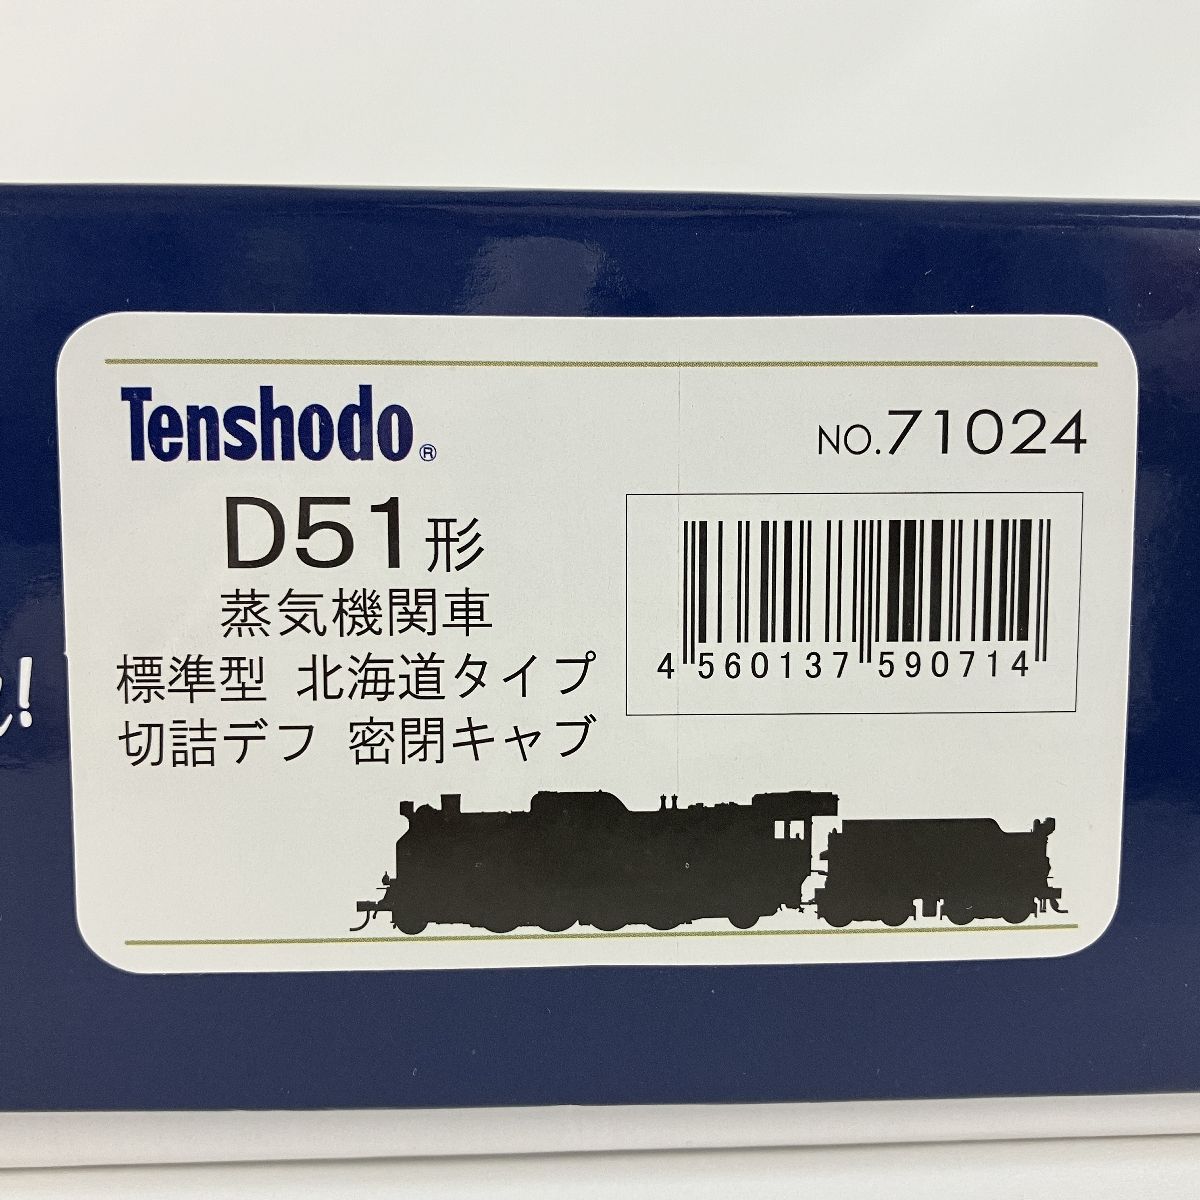 Tenshodo®
NO.71024
D51形
蒸気機関車
標準型 北海道タイプ
切詰デフ 密閉キャブ
4 560137 590714